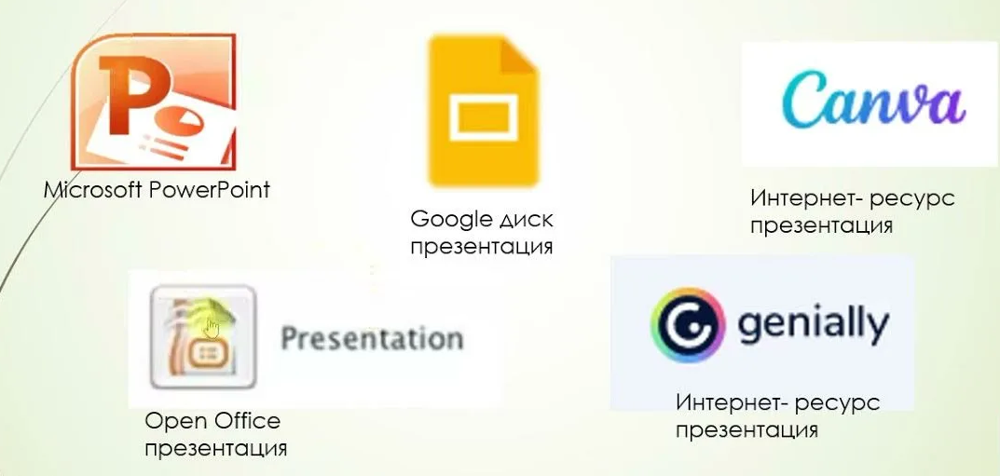 P
Microsoft PowerPoint
Google диск
презентация
Canva
Интернет- ресурс
презентация
Presentation
Open Office
презентация
genially
Интернет- ресурс
презентация